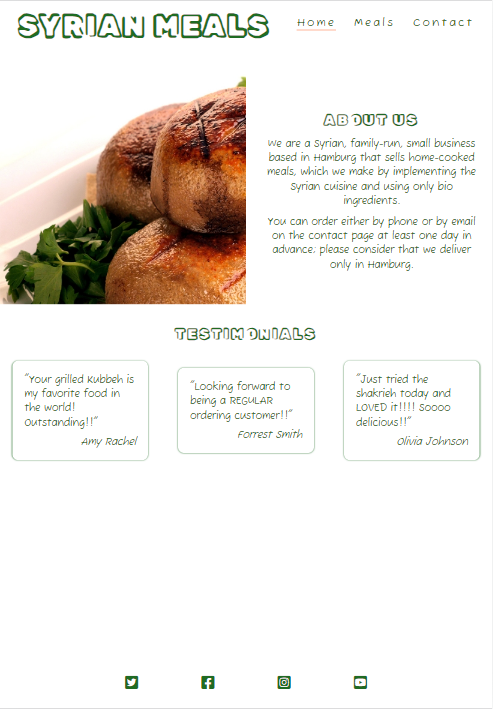 SYRIAN MEALS
Home Meals Contact
ABOUT US
We are a Syrian, family-run, small business
based in Hamburg that sells home-cooked
meals, which we make by implementing the
Syrian cuisine and using only bio
ingredients.
You can order either by phone or by email
on the contact page at least one day in
advance; please consider that we deliver
only in Hamburg.
TESTIMONIALS
"Your grilled Kubbeh is
my favorite food in
the world!
Outstanding!!"
Amy Rachel
"Looking forward to
being a REGULAR
ordering customer!!"
Forrest Smith
"Just tried the
shakrieh today and
LOVED it!!!! Soooo
delicious!!"
Olivia Johnson